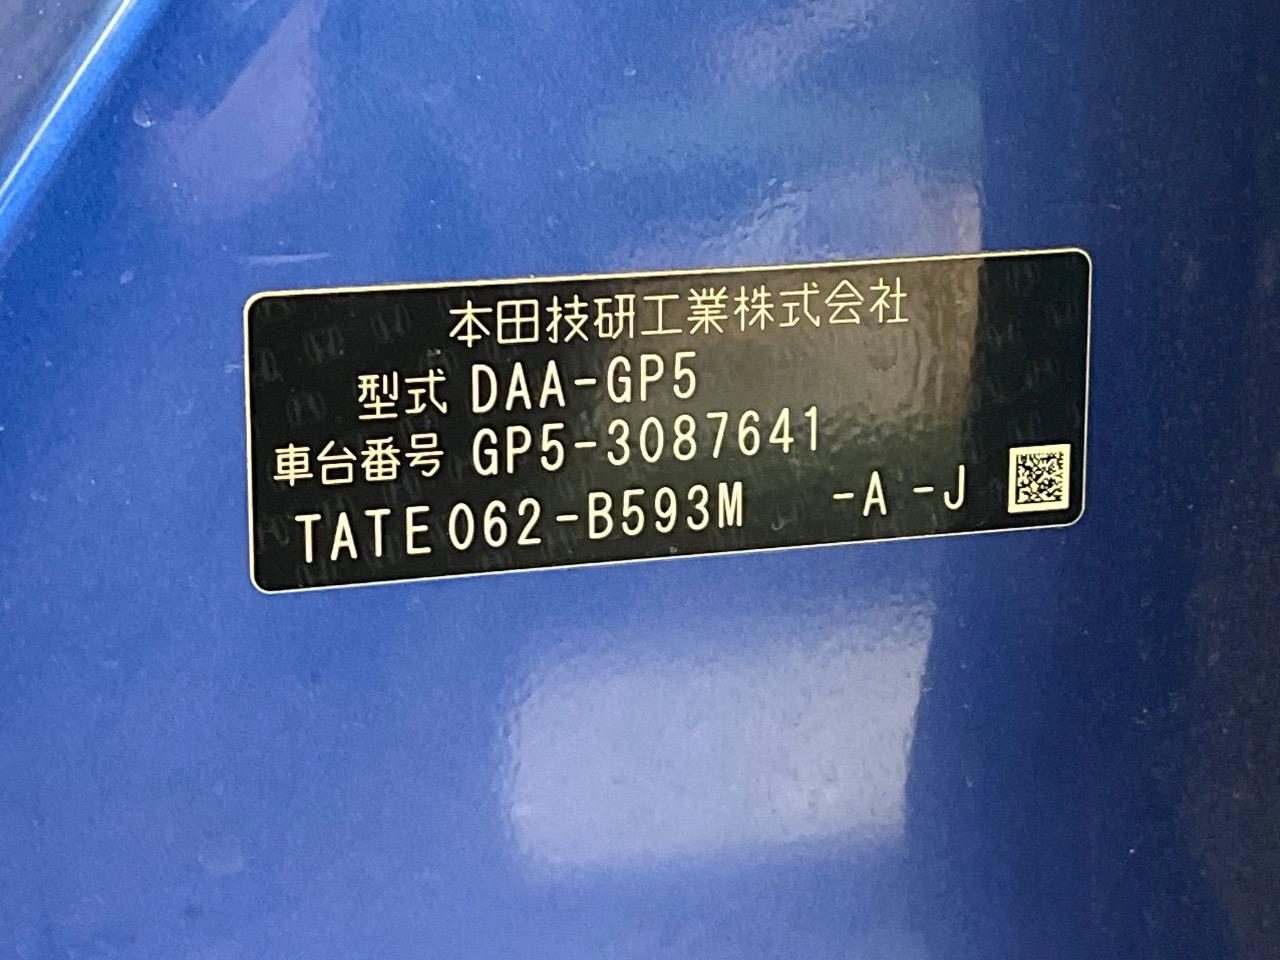 本田技研工業株式会社
型式 DAA-GP5
車台番号 GP5-3087641
TATE062-B593M -A -J